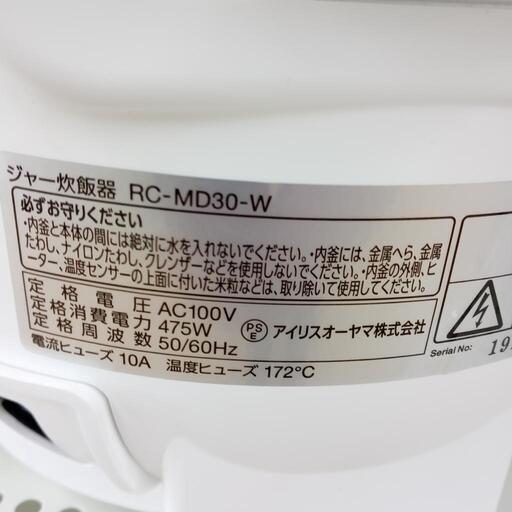 ジャー炊飯器 RC-MD30-W
必ずお守りください
・内釜と本体の間には絶対に水を入れないでください。・内釜には、金属へら、金属
たわし、ナイロンたわし、クレンザーなどを使用しないでください。・内釜の外側、ヒ
ーター、温度センサーの上面に付いた米粒などは、取り除いて使用してください。
定格電圧 AC100V
定格消費電力 475W
定格周波数 50/60Hz
電流ヒューズ 10A 温度ヒューズ 172℃
PSE アイリスオーヤマ株式会社
Serial No: 19